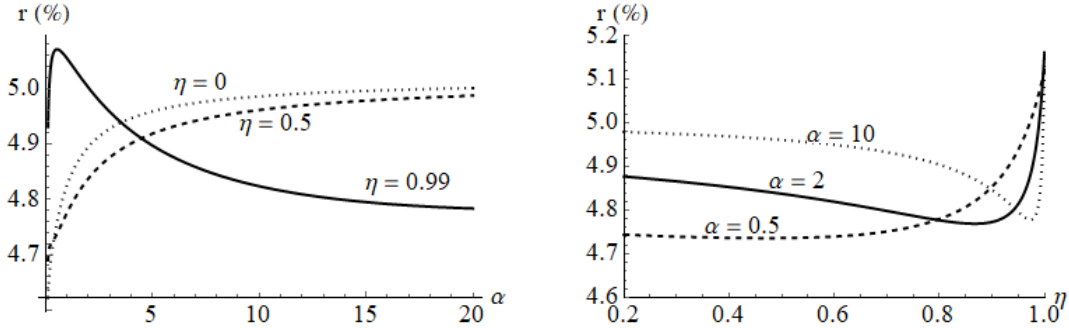 r (%)
5.0
4.9
4.8
4.7
η = 0
η = 0.5
η = 0.99
5
10
15
20
α
r (%)
5.2
5.1
5.0
4.9
4.8
4.7
4.6
α = 10
α = 2
α = 0.5
0.2
0.4
0.6
0.8
1.0
η